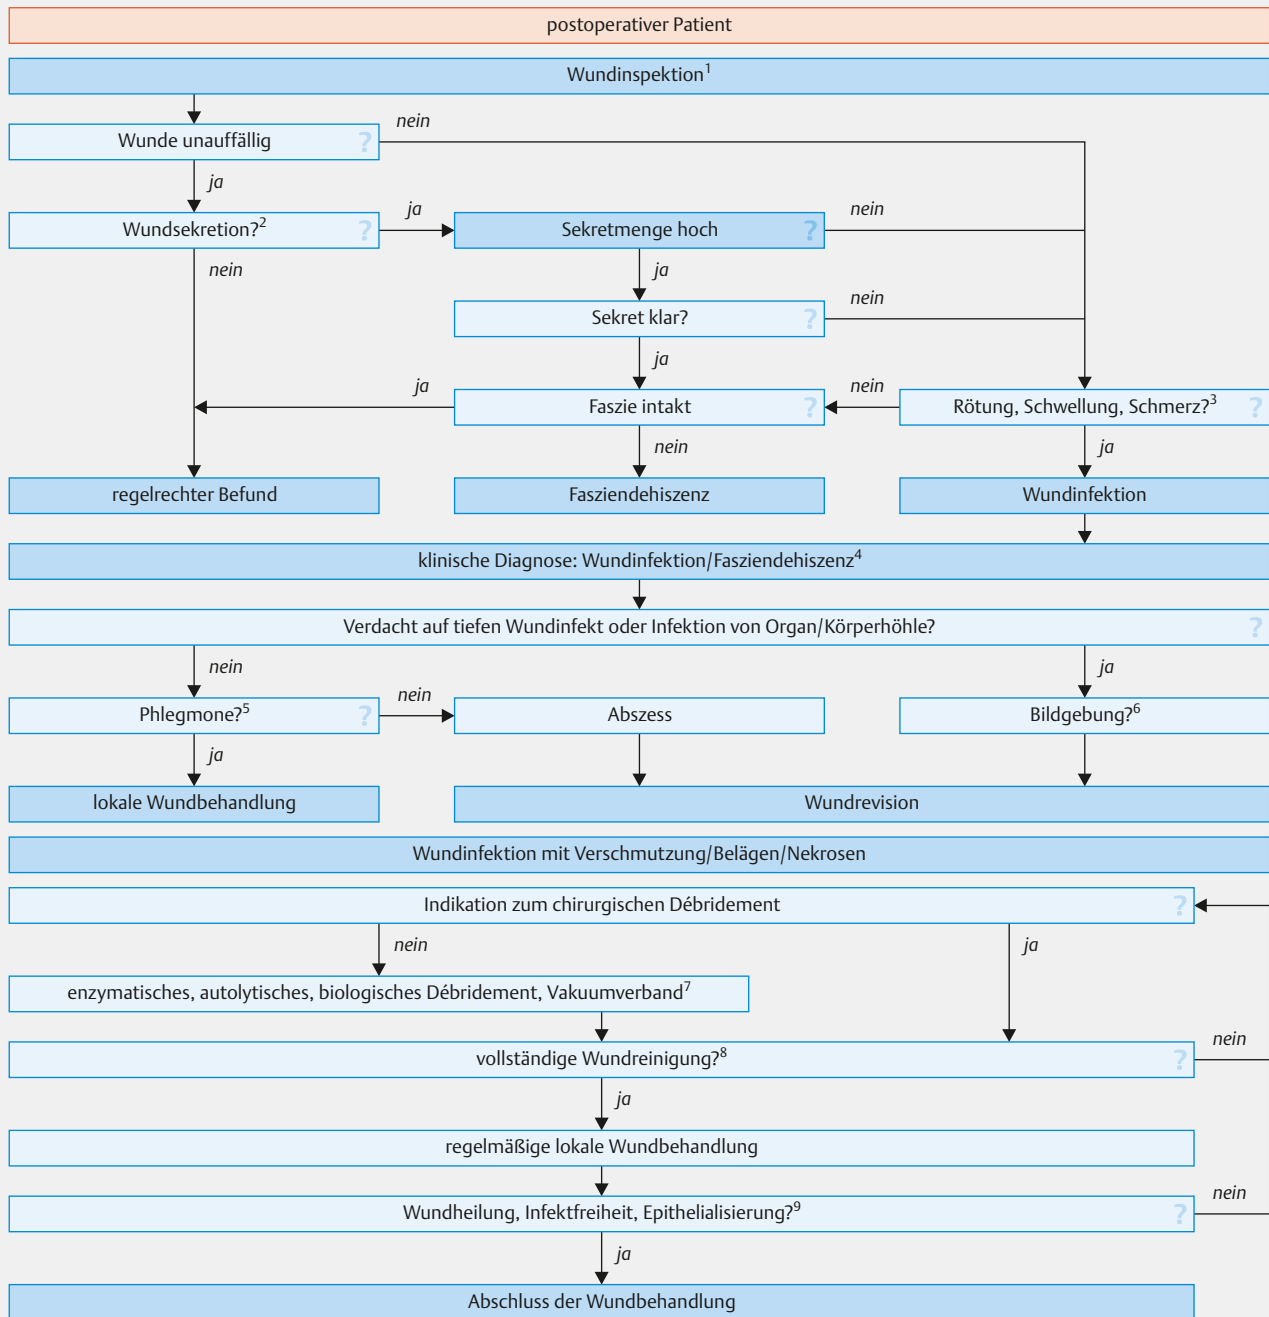 postoperativer Patient
Wundinspektion¹
nein
Wunde unauffällig ?
ja
Wundsekretion?² ?
ja
Sekretmenge hoch ?
nein
nein
ja
Sekret klar? ?
nein
ja
ja
Faszie intakt ?
nein
Rötung, Schwellung, Schmerz?³ ?
nein
ja
regelrechter Befund
Fasziendehiszenz
Wundinfektion
klinische Diagnose: Wundinfektion/Fasziendehiszenz⁴
Verdacht auf tiefen Wundinfekt oder Infektion von Organ/Körperhöhle? ?
nein
ja
Phlegmone?⁵ ?
nein
Abszess
Bildgebung?⁶
ja
lokale Wundbehandlung
Wundrevision
Wundinfektion mit Verschmutzung/Belägen/Nekrosen
Indikation zum chirurgischen Débridement ?
nein
ja
enzymatisches, autolytisches, biologisches Débridement, Vakuumverband⁷
vollständige Wundreinigung?⁸ ?
nein
ja
regelmäßige lokale Wundbehandlung
Wundheilung, Infektfreiheit, Epithelialisierung?⁹ ?
nein
ja
Abschluss der Wundbehandlung